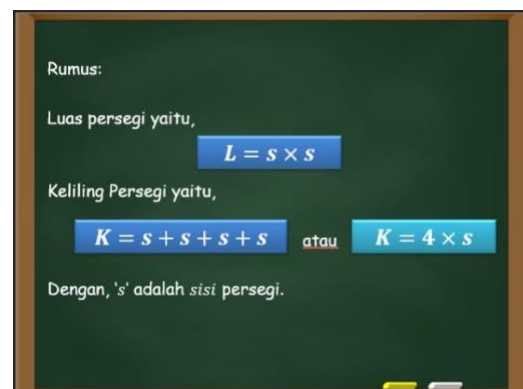 Rumus:
Luas persegi yaitu,
L = s × s
Keliling Persegi yaitu,
K = s + s + s + s atau K = 4 × s
Dengan, 's' adalah sisi persegi.